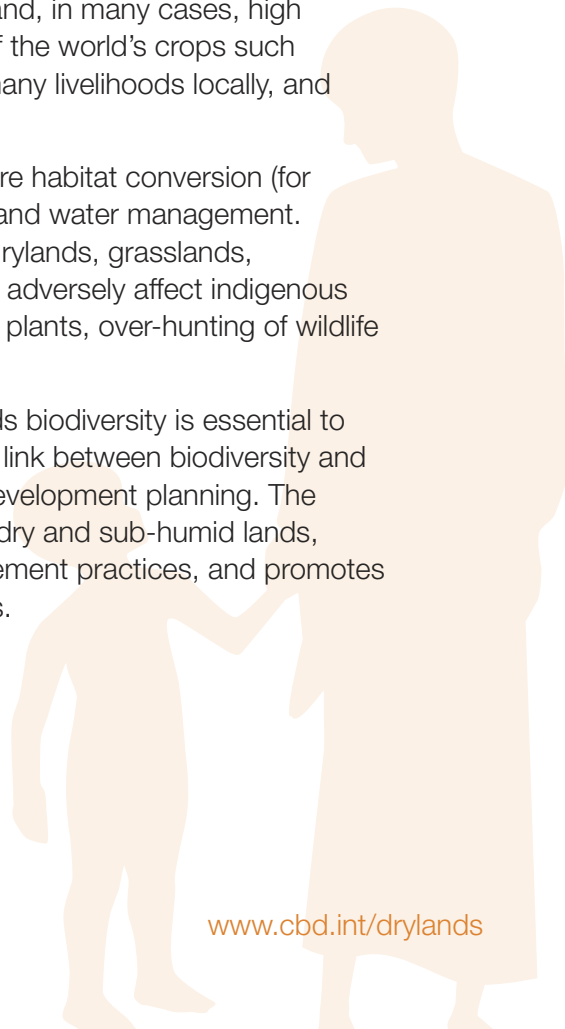 and, in many cases, high
f the world’s crops such
many livelihoods locally, and
re habitat conversion (for
and water management.
rylands, grasslands,
adversely affect indigenous
plants, over-hunting of wildlife
ds biodiversity is essential to
link between biodiversity and
evelopment planning. The
dry and sub-humid lands,
ement practices, and promotes
s.
www.cbd.int/drylands